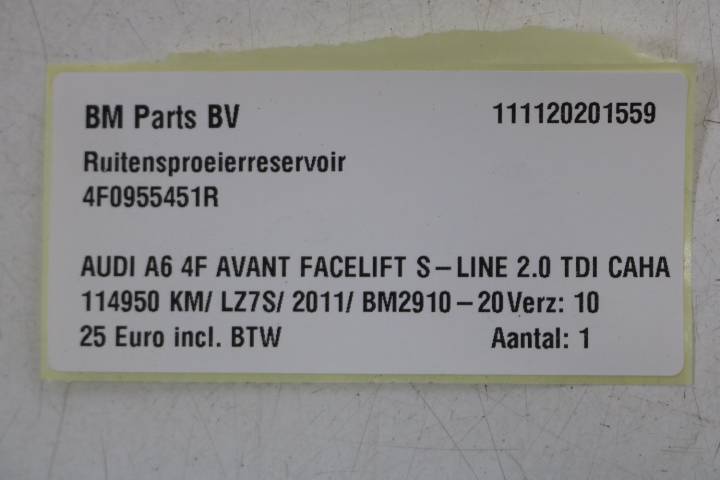 BM Parts BV 111120201559
Ruitensproeierreservoir
4F0955451R
AUDI A6 4F AVANT FACELIFT S-LINE 2.0 TDI CAHA
114950 KM/ LZ7S/ 2011/ BM2910-20 Verz: 10
25 Euro incl. BTW Aantal: 1